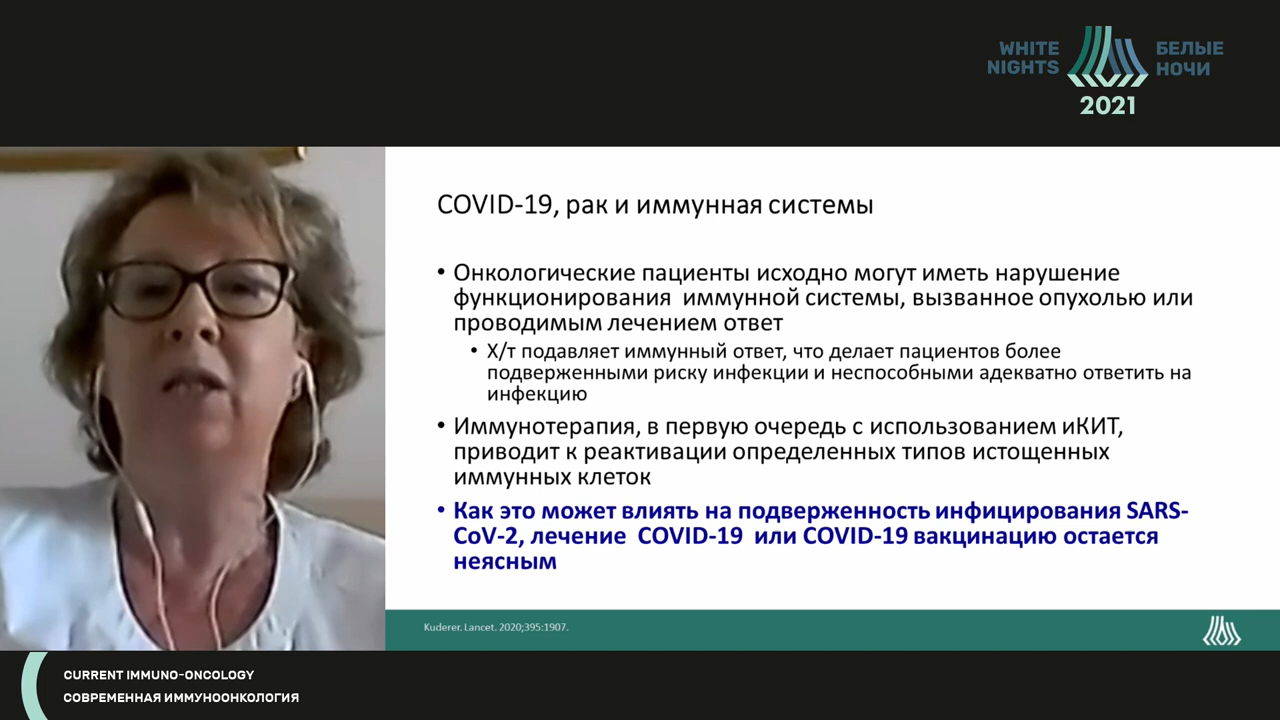 WHITE NIGHTS
БЕЛЫЕ НОЧИ
2021
COVID-19, рак и иммунная системы
• Онкологические пациенты исходно могут иметь нарушение
функционирования иммунной системы, вызванное опухолью или
проводимым лечением ответ
• Х/т подавляет иммунный ответ, что делает пациентов более
подверженными риску инфекции и неспособными адекватно ответить на
инфекцию
• Иммунотерапия, в первую очередь с использованием иКИТ,
приводит к реактивации определенных типов истощенных
иммунных клеток
• Как это может влиять на подверженность инфицирования SARS-
CoV-2, лечение COVID-19 или COVID-19 вакцинацию остается
неясным
Kuderer. Lancet. 2020;395:1907.
CURRENT IMMUNO-ONCOLOGY
СОВРЕМЕННАЯ ИММУНООНКОЛОГИЯ